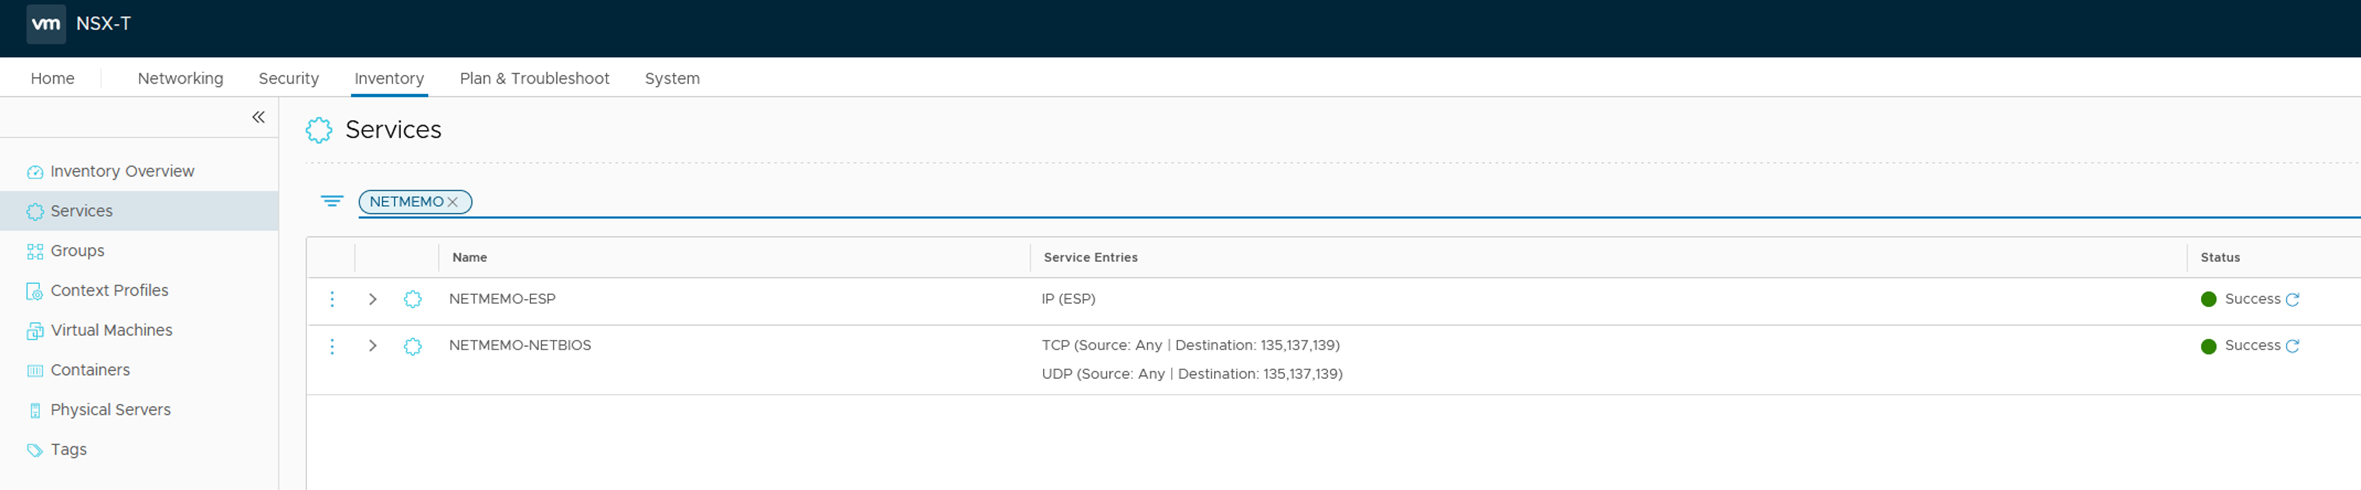 vm NSX-T
Home Networking Security Inventory Plan & Troubleshoot System
«
Services
Inventory Overview
Services
Groups
Context Profiles
Virtual Machines
Containers
Physical Servers
Tags
NETMEMO ×
Name Service Entries Status
NETMEMO-ESP IP (ESP) Success
NETMEMO-NETBIOS TCP (Source: Any | Destination: 135,137,139) Success
UDP (Source: Any | Destination: 135,137,139)